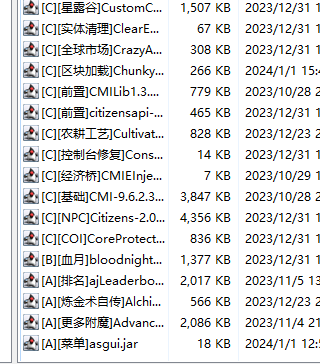 [C][星露谷]CustomC... 1,507 KB 2023/12/31 1
[C][实体清理]ClearE... 67 KB 2023/12/31 1
[C][全球市场]CrazyA... 308 KB 2023/12/31 1
[C][区块加载]Chunky... 266 KB 2024/1/1 15:4
[C][前置]CMILib1.3.... 779 KB 2023/10/28 2
[C][前置]citizensapi-... 465 KB 2023/12/31 1
[C][农耕工艺]Cultivat... 828 KB 2023/12/23 2
[C][控制台修复]Cons... 14 KB 2023/12/31 1
[C][经济桥]CMIEInje... 7 KB 2023/10/29 1
[C][基础]CMI-9.6.2.3... 3,847 KB 2023/10/28 2
[C][NPC]Citizens-2.0... 4,356 KB 2023/12/31 1
[C][COI]CoreProtect... 836 KB 2023/12/31 1
[B][血月]bloodnight... 1,377 KB 2023/12/31 1
[A][排名]ajLeaderbo... 2,017 KB 2023/11/5 13
[A][炼金术自传]Alchi... 566 KB 2023/12/23 2
[A][更多附魔]Advanc... 2,086 KB 2023/11/4 21
[A][菜单]asgui.jar 18 KB 2024/1/1 12:5